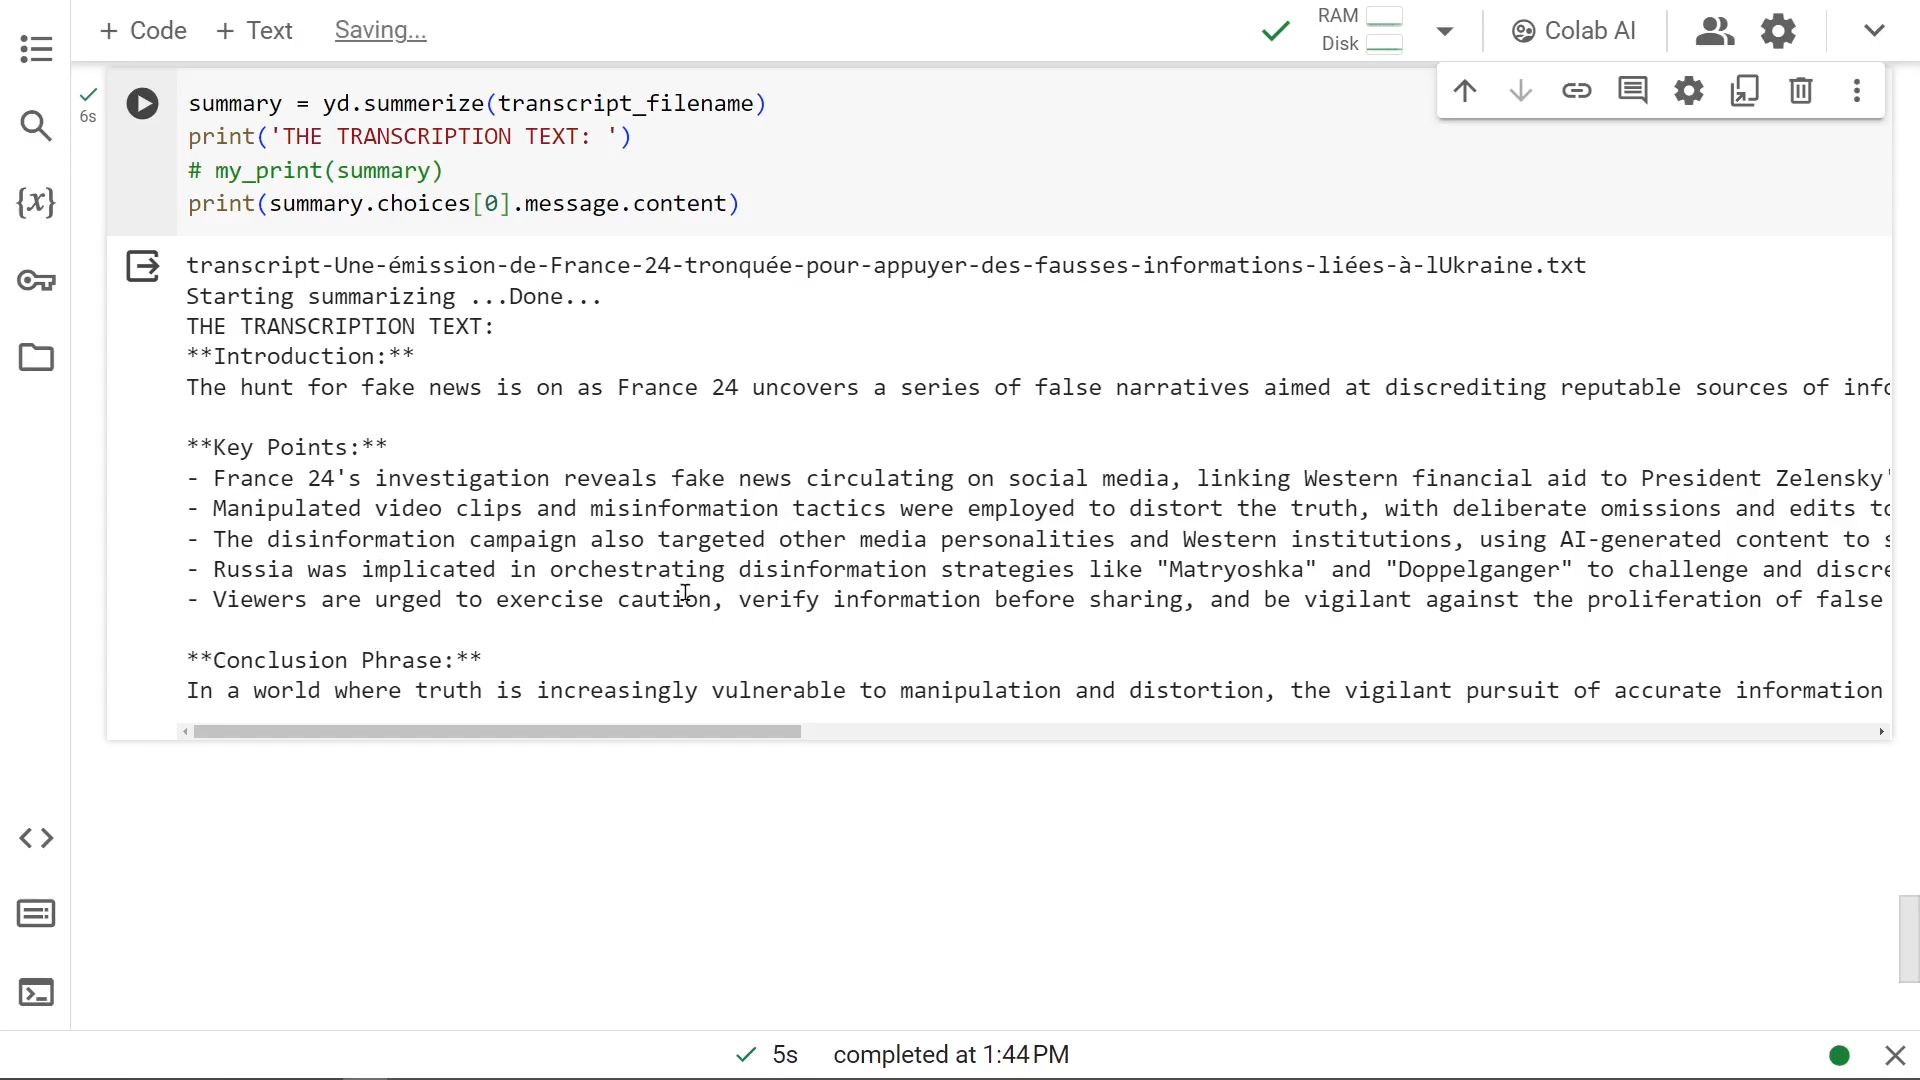 + Code + Text Saving...
RAM
Disk
Colab AI
6s
summary = yd.summerize(transcript_filename)
print('THE TRANSCRIPTION TEXT: ')
# my_print(summary)
print(summary.choices[0].message.content)
{x}
transcript-Une-émission-de-France-24-tronquée-pour-appuyer-des-fausses-informations-liées-à-lUkraine.txt
Starting summarizing ...Done...
THE TRANSCRIPTION TEXT:
**Introduction:**
The hunt for fake news is on as France 24 uncovers a series of false narratives aimed at discrediting reputable sources of info
**Key Points:**
- France 24's investigation reveals fake news circulating on social media, linking Western financial aid to President Zelensky'
- Manipulated video clips and misinformation tactics were employed to distort the truth, with deliberate omissions and edits to
- The disinformation campaign also targeted other media personalities and Western institutions, using AI-generated content to s
- Russia was implicated in orchestrating disinformation strategies like "Matryoshka" and "Doppelganger" to challenge and discre
- Viewers are urged to exercise caution, verify information before sharing, and be vigilant against the proliferation of false
**Conclusion Phrase:**
In a world where truth is increasingly vulnerable to manipulation and distortion, the vigilant pursuit of accurate information
5s completed at 1:44 PM